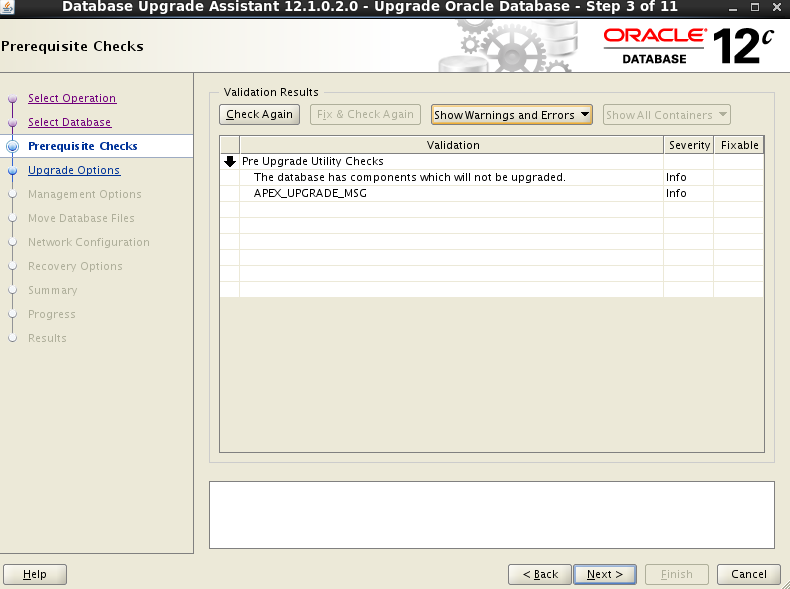 Database Upgrade Assistant 12.1.0.2.0 - Upgrade Oracle Database - Step 3 of 11
Prerequisite Checks
ORACLE®
DATABASE 12c
Select Operation
Select Database
Prerequisite Checks
Upgrade Options
Management Options
Move Database Files
Network Configuration
Recovery Options
Summary
Progress
Results
Validation Results
Check Again Fix & Check Again Show Warnings and Errors Show All Containers
Validation Severity Fixable
Pre Upgrade Utility Checks
The database has components which will not be upgraded. Info
APEX_UPGRADE_MSG Info
Help < Back Next > Finish Cancel